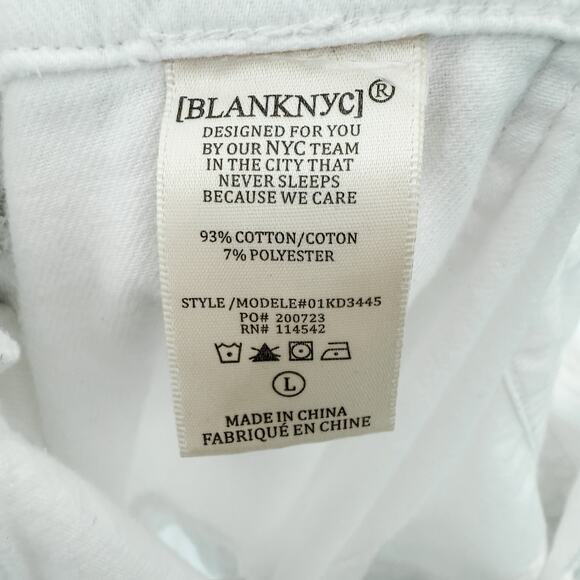 [BLANKNYC]®
DESIGNED FOR YOU
BY OUR NYC TEAM
IN THE CITY THAT
NEVER SLEEPS
BECAUSE WE CARE
93% COTTON/COTON
7% POLYESTER
STYLE /MODELE#01KD3445
PO# 200723
RN# 114542
L
MADE IN CHINA
FABRIQUÉ EN CHINE